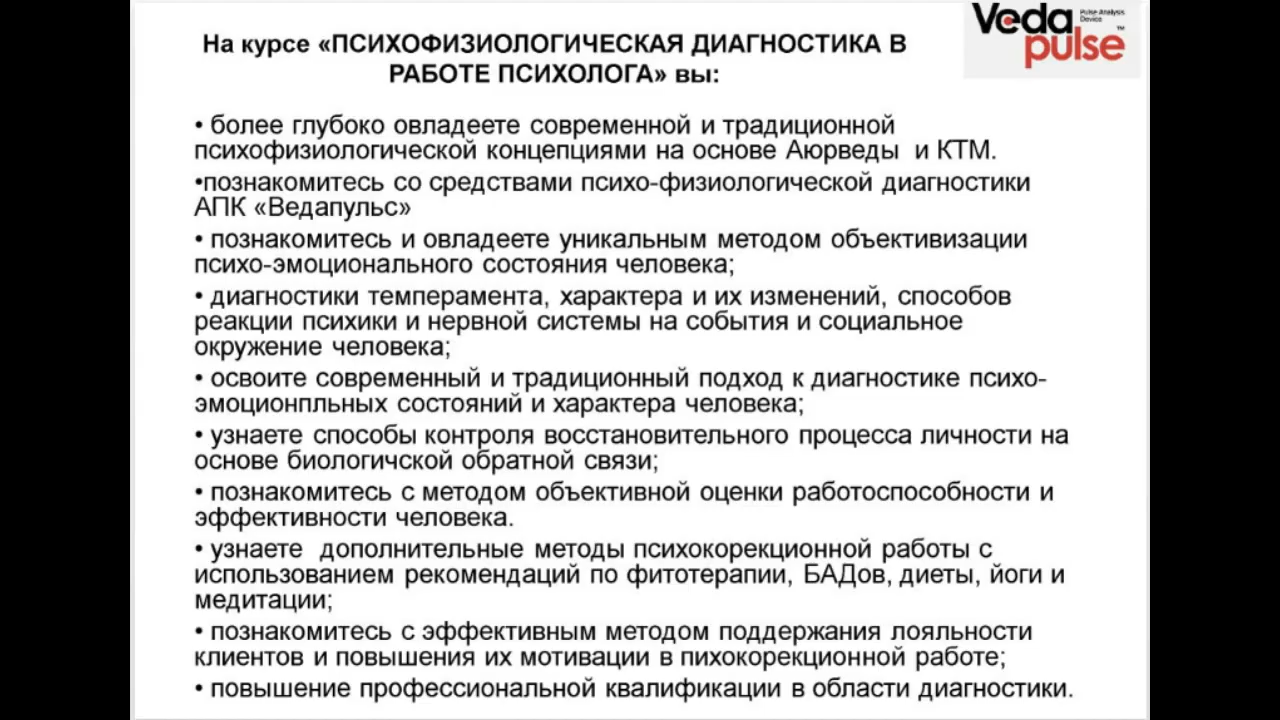 На курсе «ПСИХОФИЗИОЛОГИЧЕСКАЯ ДИАГНОСТИКА В
РАБОТЕ ПСИХОЛОГА» вы:
Veda Pulse Analysis
Device
pulse™
• более глубоко овладеете современной и традиционной
психофизиологической концепциями на основе Аюрведы и КТМ.
•познакомитесь со средствами психо-физиологической диагностики
АПК «Ведапульс»
• познакомитесь и овладеете уникальным методом объективизации
психо-эмоционального состояния человека;
• диагностики темперамента, характера и их изменений, способов
реакции психики и нервной системы на события и социальное
окружение человека;
• освоите современный и традиционный подход к диагностике психо-
эмоционпльных состояний и характера человека;
• узнаете способы контроля восстановительного процесса личности на
основе биологичской обратной связи;
• познакомитесь с методом объективной оценки работоспособности и
эффективности человека.
• узнаете дополнительные методы психокорекционной работы с
использованием рекомендаций по фитотерапии, БАДов, диеты, йоги и
медитации;
• познакомитесь с эффективным методом поддержания лояльности
клиентов и повышения их мотивации в пихокорекционной работе;
• повышение профессиональной квалификации в области диагностики.